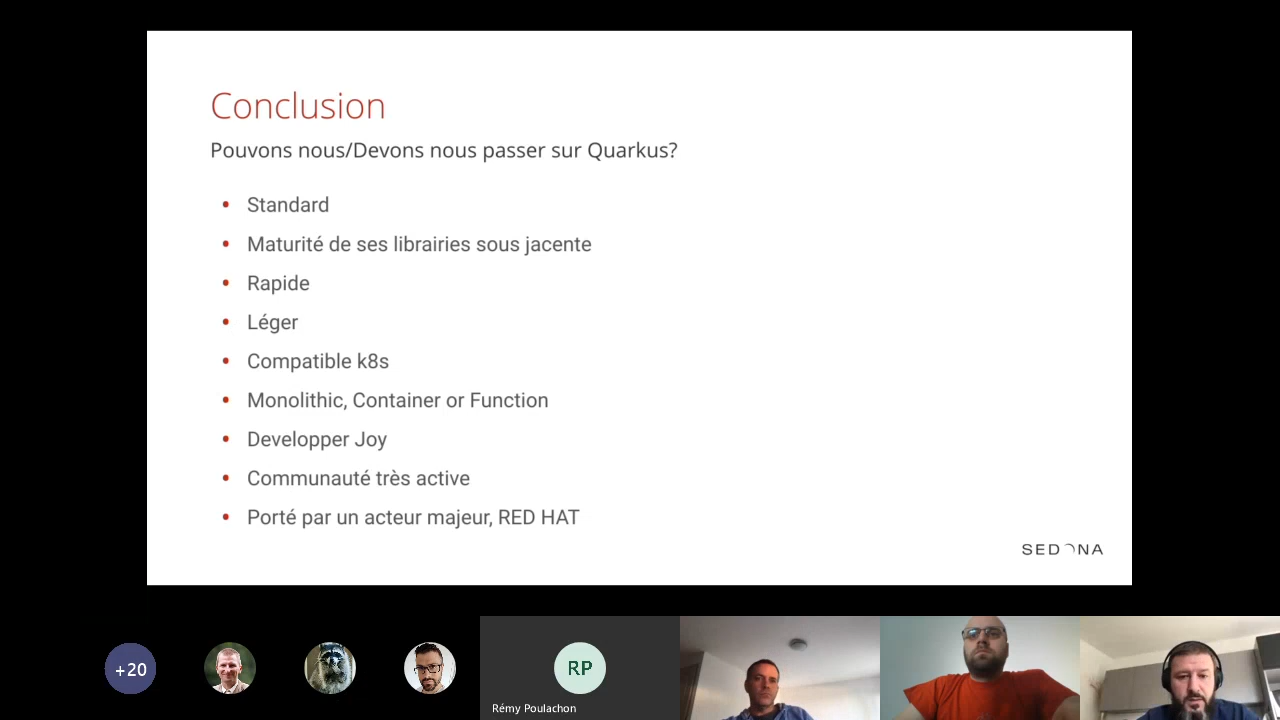 Conclusion
Pouvons nous/Devons nous passer sur Quarkus?
• Standard
• Maturité de ses librairies sous jacente
• Rapide
• Léger
• Compatible k8s
• Monolithic, Container or Function
• Developper Joy
• Communauté très active
• Porté par un acteur majeur, RED HAT
SEDONA
+20
RP
Rémy Poulachon